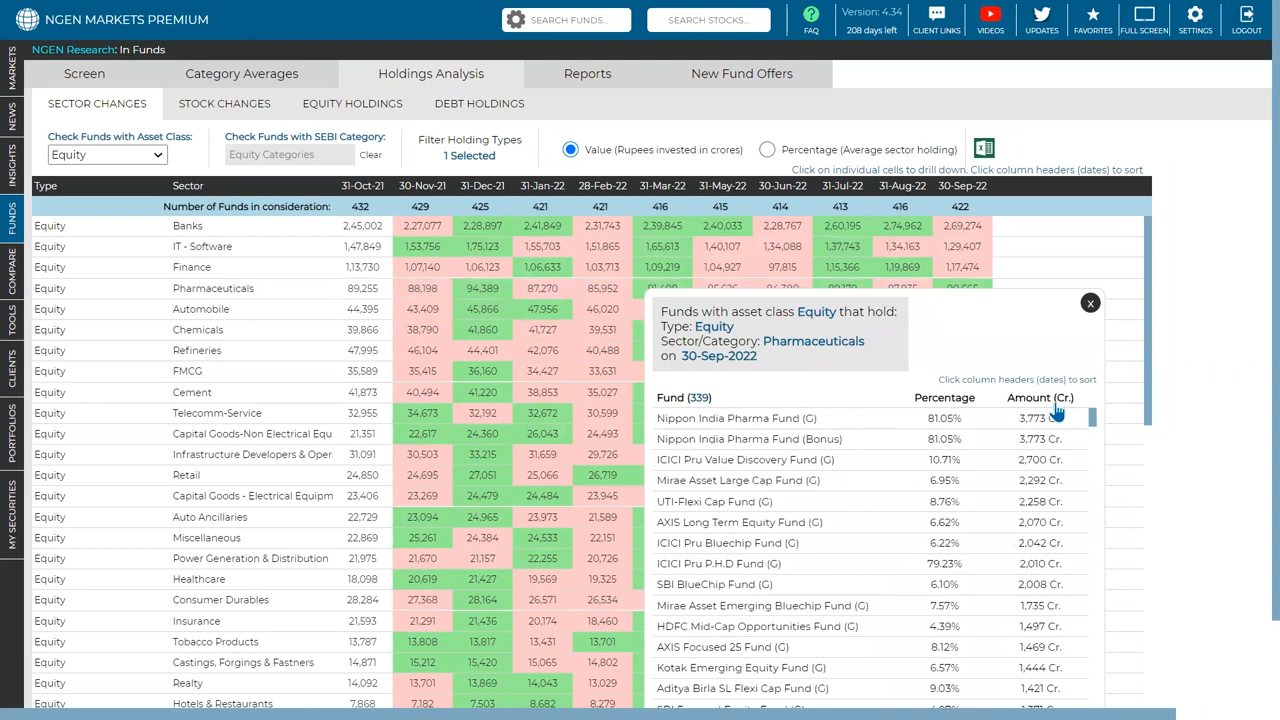 NGEN MARKETS PREMIUM
SEARCH FUNDS...
SEARCH STOCKS...
FAQ
Version: 4.34
208 days left
CLIENT LINKS
VIDEOS
UPDATES
FAVORITES
FULL SCREEN
SETTINGS
LOGOUT
NGEN Research: In Funds
MARKETS
NEWS
INSIGHTS
FUNDS
COMPARE
TOOLS
CLIENTS
PORTFOLIOS
MY SECURITIES
Screen Category Averages Holdings Analysis Reports New Fund Offers
SECTOR CHANGES STOCK CHANGES EQUITY HOLDINGS DEBT HOLDINGS
Check Funds with Asset Class:
Equity
Check Funds with SEBI Category:
Equity Categories Clear
Filter Holding Types
1 Selected
Value (Rupees invested in crores) Percentage (Average sector holding)
Click on individual cells to drill down. Click column headers (dates) to sort
Type Sector 31-Oct-21 30-Nov-21 31-Dec-21 31-Jan-22 28-Feb-22 31-Mar-22 31-May-22 30-Jun-22 31-Jul-22 31-Aug-22 30-Sep-22
Number of Funds in consideration: 432 429 425 421 421 416 415 414 413 416 422
Equity Banks 2,45,002 2,27,077 2,28,897 2,41,849 2,31,743 2,39,845 2,40,033 2,28,767 2,60,195 2,74,962 2,69,274
Equity IT - Software 1,47,849 1,53,756 1,75,123 1,55,703 1,51,865 1,65,613 1,40,107 1,34,088 1,37,743 1,34,163 1,29,407
Equity Finance 1,13,730 1,07,140 1,06,123 1,06,633 1,03,713 1,09,219 1,04,927 97,815 1,15,366 1,19,869 1,17,474
Equity Pharmaceuticals 89,255 88,198 94,389 87,270 85,952
Equity Automobile 44,395 43,409 45,866 47,956 46,020
Equity Chemicals 39,866 38,790 41,860 41,727 39,531
Equity Refineries 47,995 46,104 44,401 42,076 40,488
Equity FMCG 35,589 35,415 36,160 34,427 33,631
Equity Cement 41,873 40,494 41,220 38,853 35,027
Equity Telecomm-Service 32,955 34,673 32,192 32,672 30,599
Equity Capital Goods-Non Electrical Equ 21,351 22,617 24,360 26,043 24,493
Equity Infrastructure Developers & Oper 31,091 30,503 33,215 31,659 29,726
Equity Retail 24,850 24,695 27,051 25,066 26,719
Equity Capital Goods - Electrical Equipm 23,406 23,269 24,479 24,484 23,945
Equity Auto Ancillaries 22,729 23,094 24,965 23,973 21,589
Equity Miscellaneous 22,869 25,261 24,384 24,533 22,151
Equity Power Generation & Distribution 21,975 21,670 21,157 22,255 20,726
Equity Healthcare 18,098 20,619 21,427 19,569 19,325
Equity Consumer Durables 28,284 27,368 28,164 26,571 26,534
Equity Insurance 21,593 21,291 21,436 20,174 18,460
Equity Tobacco Products 13,787 13,808 13,817 13,431 13,701
Equity Castings, Forgings & Fastners 14,871 15,212 15,420 15,065 14,802
Equity Realty 14,092 13,701 13,869 14,543 13,029
Equity Hotels & Restaurants 7,868 7,182 7,503 8,682 8,279
x
Funds with asset class Equity that hold:
Type: Equity
Sector/Category: Pharmaceuticals
on 30-Sep-2022
Click column headers (dates) to sort
Fund (339) Percentage Amount (Cr.)
Nippon India Pharma Fund (G) 81.05% 3,773
Nippon India Pharma Fund (Bonus) 81.05% 3,773 Cr.
ICICI Pru Value Discovery Fund (G) 10.71% 2,700 Cr.
Mirae Asset Large Cap Fund (G) 6.95% 2,292 Cr.
UTI-Flexi Cap Fund (G) 8.76% 2,258 Cr.
AXIS Long Term Equity Fund (G) 6.62% 2,070 Cr.
ICICI Pru Bluechip Fund (G) 6.22% 2,042 Cr.
ICICI Pru P.H.D Fund (G) 79.23% 2,010 Cr.
SBI BlueChip Fund (G) 6.10% 2,008 Cr.
Mirae Asset Emerging Bluechip Fund (G) 7.57% 1,735 Cr.
HDFC Mid-Cap Opportunities Fund (G) 4.39% 1,497 Cr.
AXIS Focused 25 Fund (G) 8.12% 1,469 Cr.
Kotak Emerging Equity Fund (G) 6.57% 1,444 Cr.
Aditya Birla SL Flexi Cap Fund (G) 9.03% 1,421 Cr.